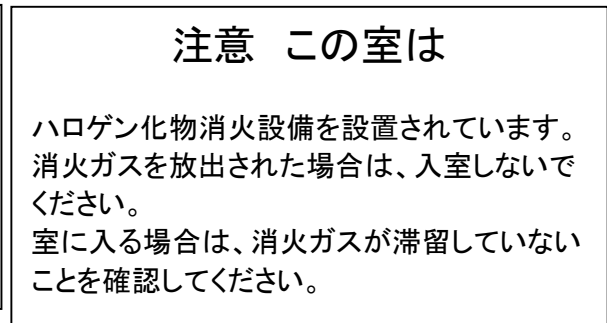 注意　この室は
ハロゲン化物消火設備を設置されています。
消火ガスを放出された場合は、入室しないで
ください。
室に入る場合は、消火ガスが滞留していない
ことを確認してください。